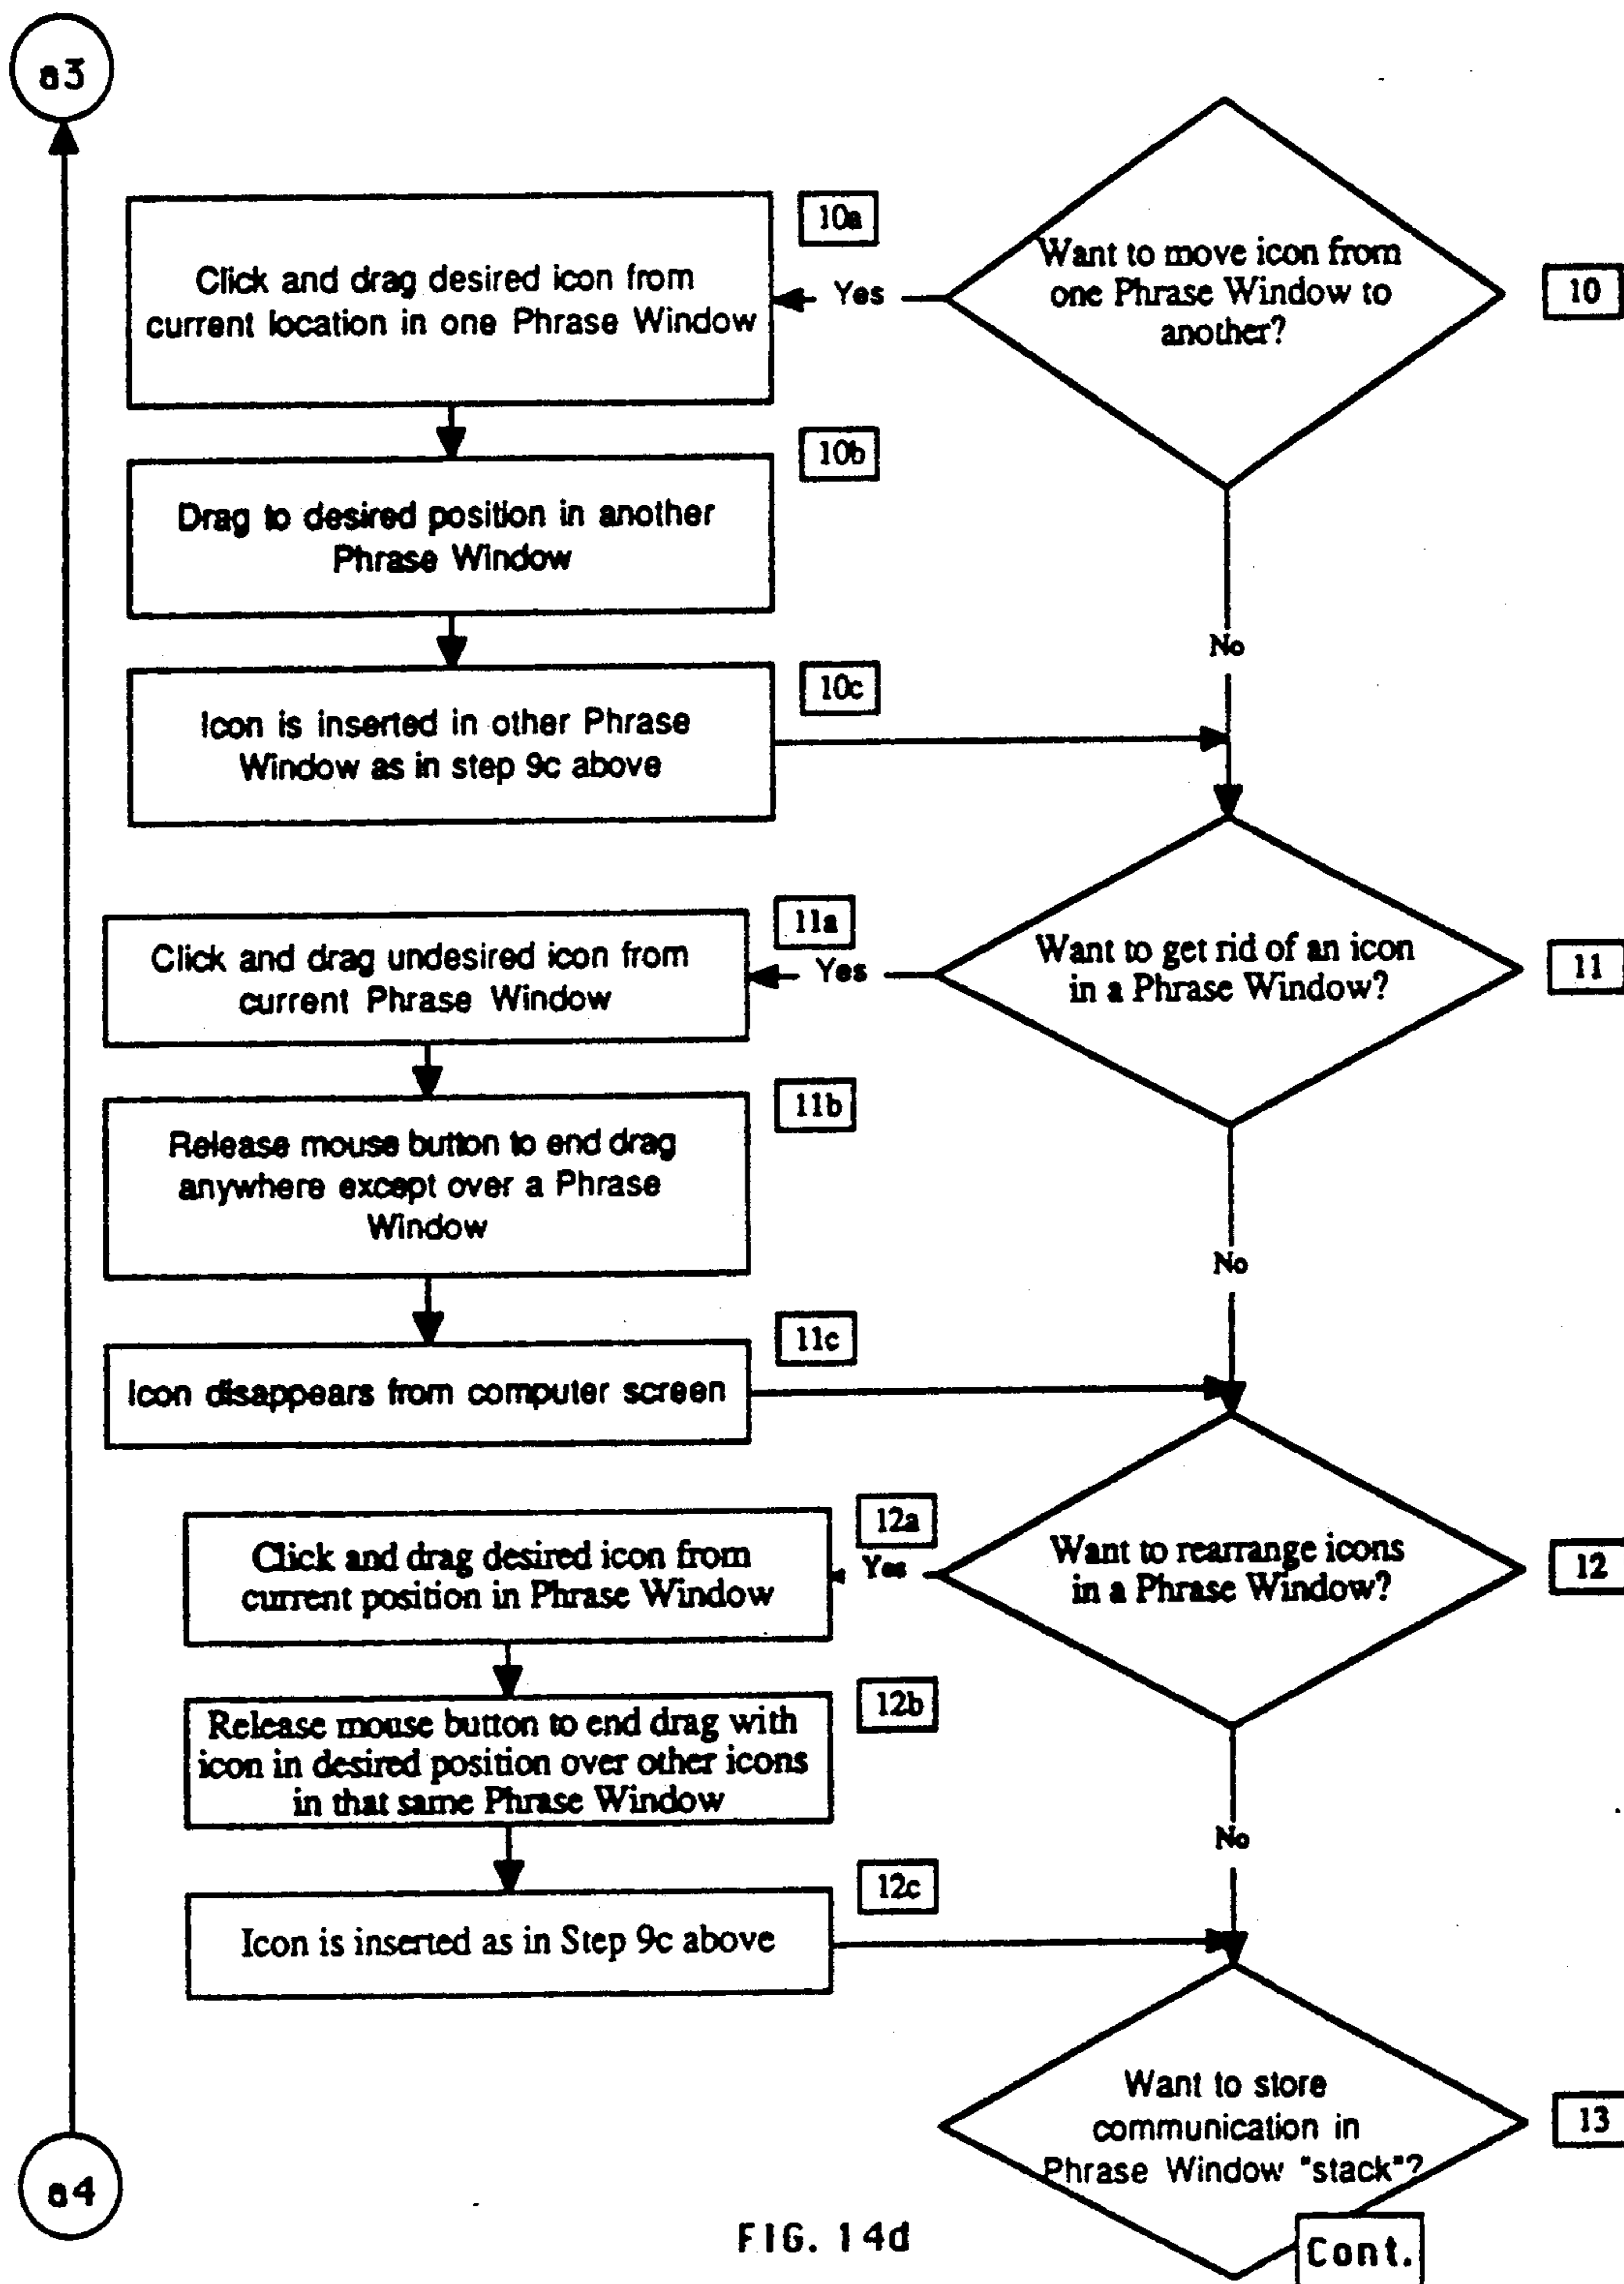 a3
10a
Want to move icon from
one Phrase Window to
another?
10
Click and drag desired icon from
current location in one Phrase Window
Yes
10b
Drag to desired position in another
Phrase Window
No
10c
Icon is inserted in other Phrase
Window as in step 9c above
11a
Want to get rid of an icon
in a Phrase Window?
11
Click and drag undesired icon from
current Phrase Window
Yes
11b
Release mouse button to end drag
anywhere except over a Phrase
Window
No
11c
Icon disappears from computer screen
12a
Want to rearrange icons
in a Phrase Window?
12
Click and drag desired icon from
current position in Phrase Window
Yes
12b
Release mouse button to end drag with
icon in desired position over other icons
in that same Phrase Window
No
12c
Icon is inserted as in Step 9c above
Want to store
communication in
Phrase Window "stack"?
13
a4
FIG. 14d
Cont.